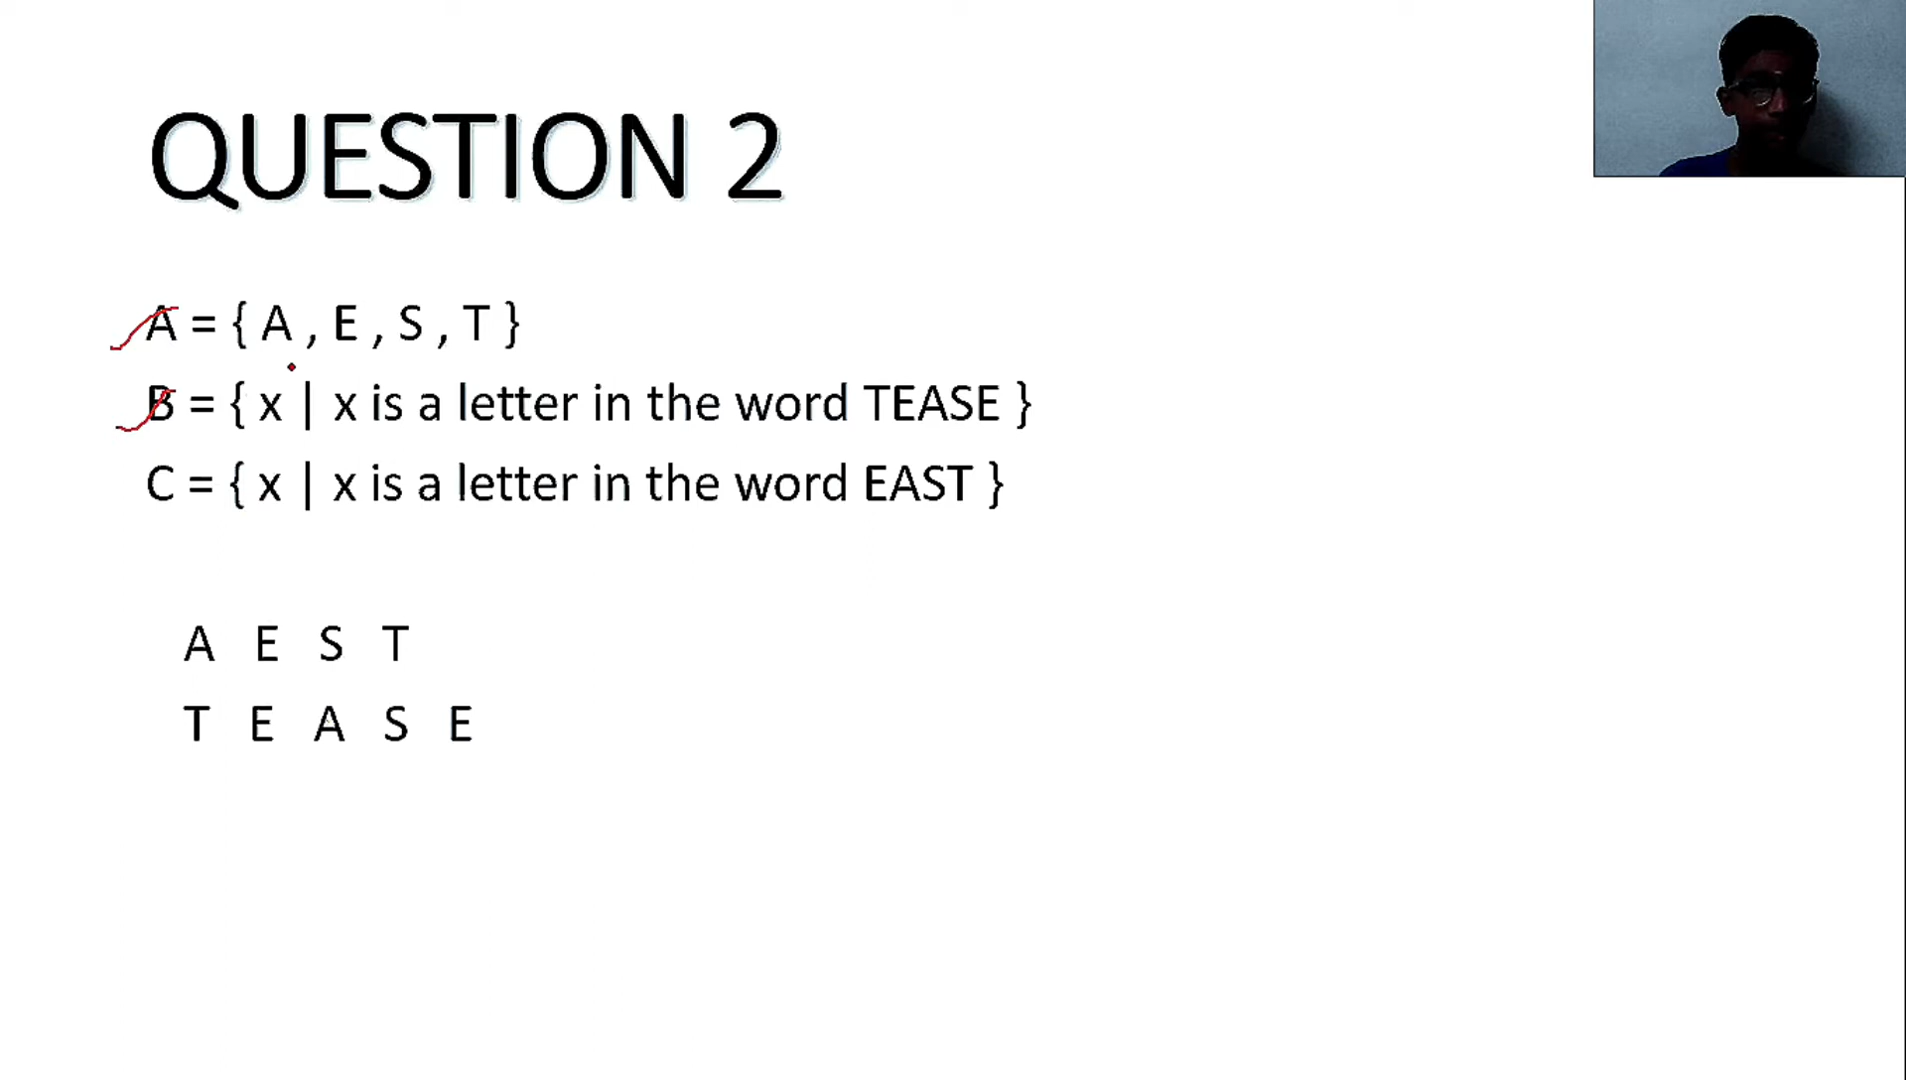 QUESTION 2
A = { A , E , S , T }
B = { x | x is a letter in the word TEASE }
C = { x | x is a letter in the word EAST }
A E S T
T E A S E